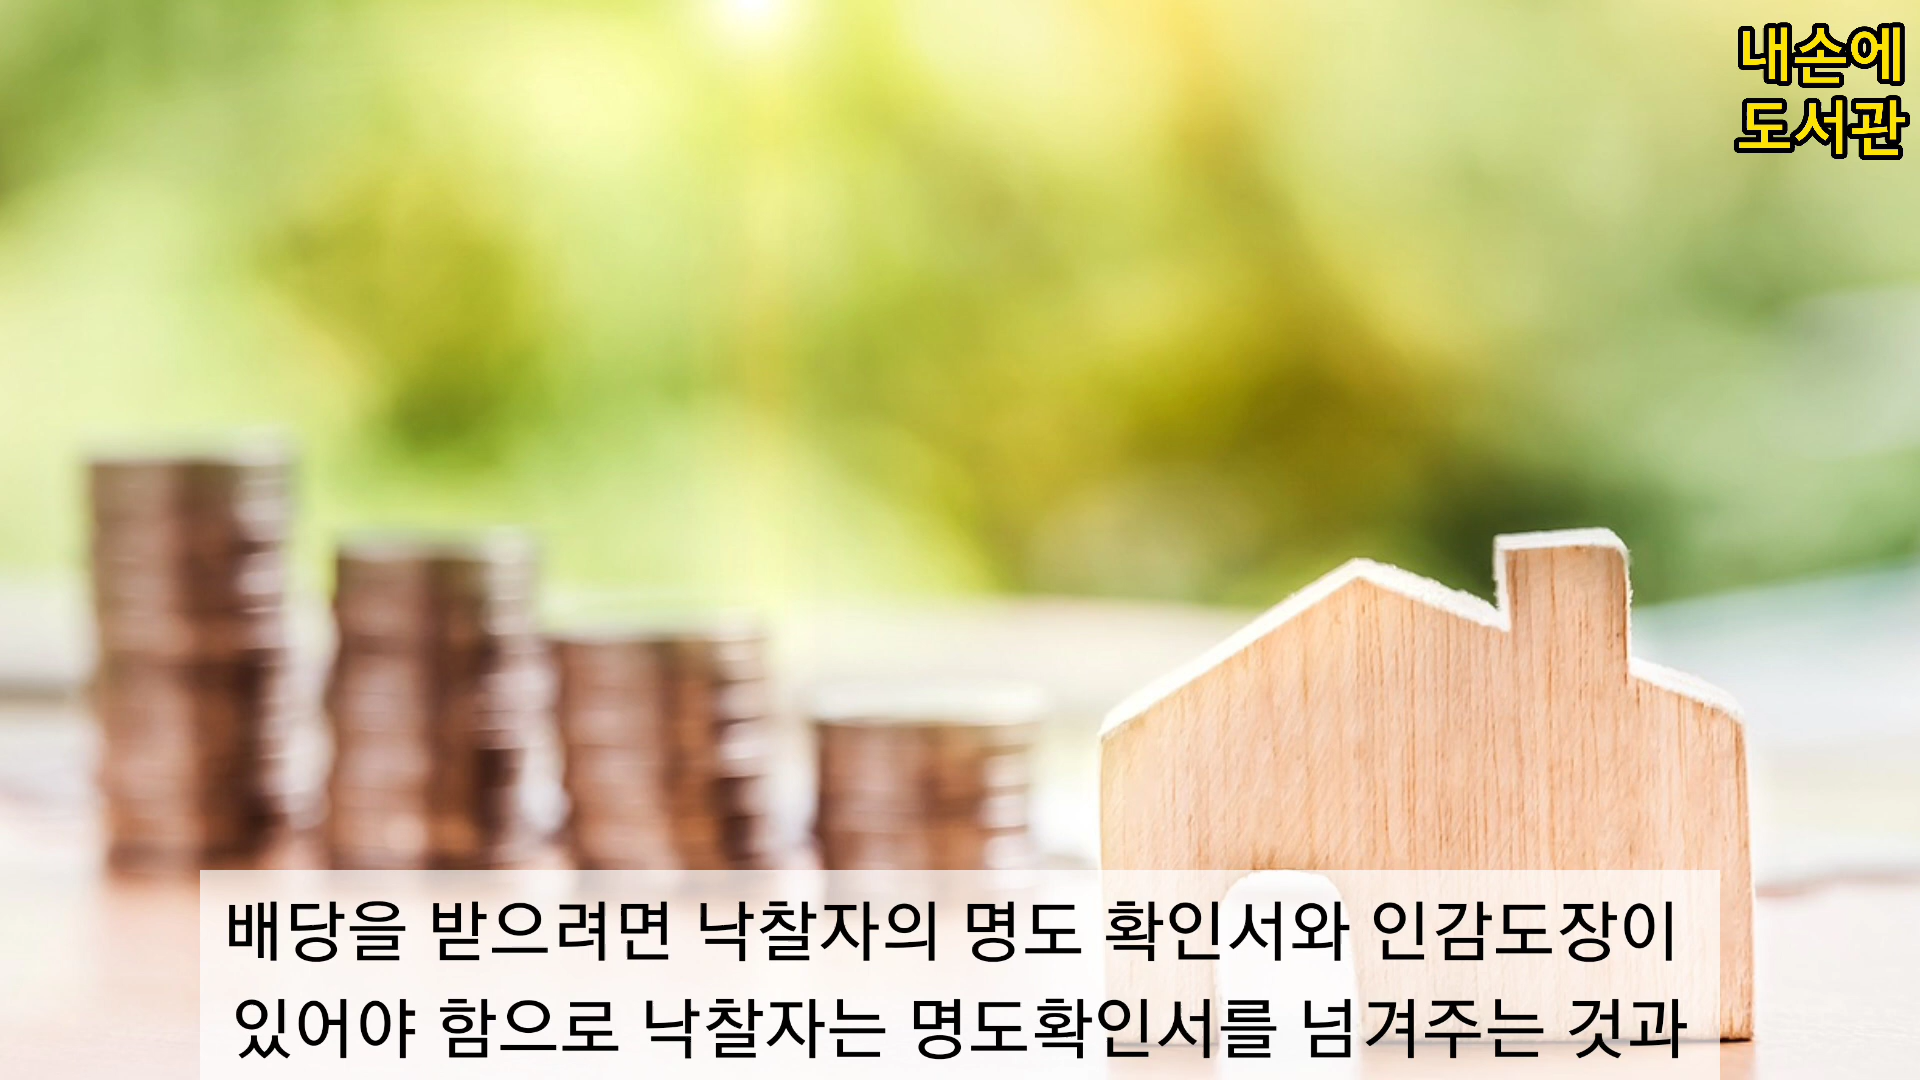 내손에
도서관
배당을 받으려면 낙찰자의 명도 확인서와 인감도장이
있어야 함으로 낙찰자는 명도확인서를 넘겨주는 것과